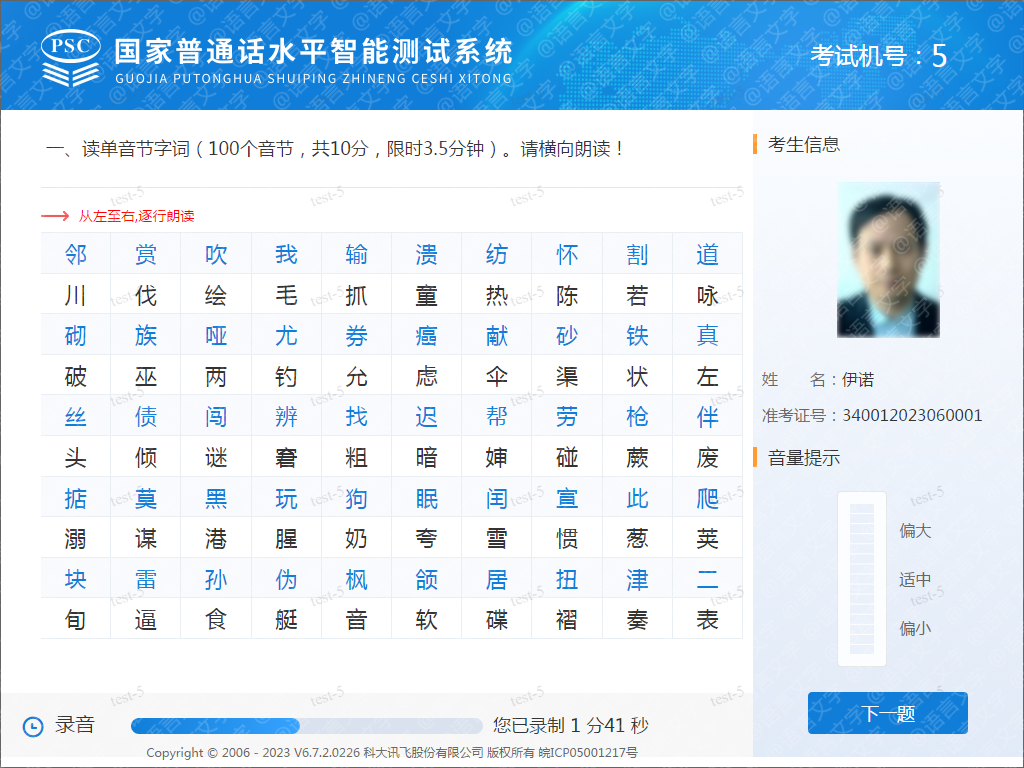 PSC 国家普通话水平智能测试系统
GUOJIA PUTONGHUA SHUIPING ZHINENG CESHI XITONG
考试机号：5
一、读单音节字词（100个音节，共10分，限时3.5分钟）。请横向朗读！
从左至右,逐行朗读
邻 赏 吹 我 输 溃 纺 怀 割 道
川 伐 绘 毛 抓 童 热 陈 若 咏
砌 族 哑 尤 券 癌 献 砂 铁 真
破 巫 两 钓 允 虑 伞 渠 状 左
丝 债 闯 辨 找 迟 帮 劳 枪 伴
头 倾 谜 窘 粗 暗 婶 碰 蕨 废
掂 莫 黑 玩 狗 眠 闰 宣 此 爬
溺 谋 港 腥 奶 夸 雪 惯 葱 荚
块 雷 孙 伪 枫 颌 居 扭 津 二
旬 逼 食 艇 音 软 碟 褶 奏 表
考生信息
姓 名：伊诺
准考证号：340012023060001
音量提示
偏大
适中
偏小
录音
您已录制 1 分41 秒
下一题
Copyright © 2006 - 2023 V6.7.2.0226 科大讯飞股份有限公司 版权所有 皖ICP05001217号
test-5
@语言文字